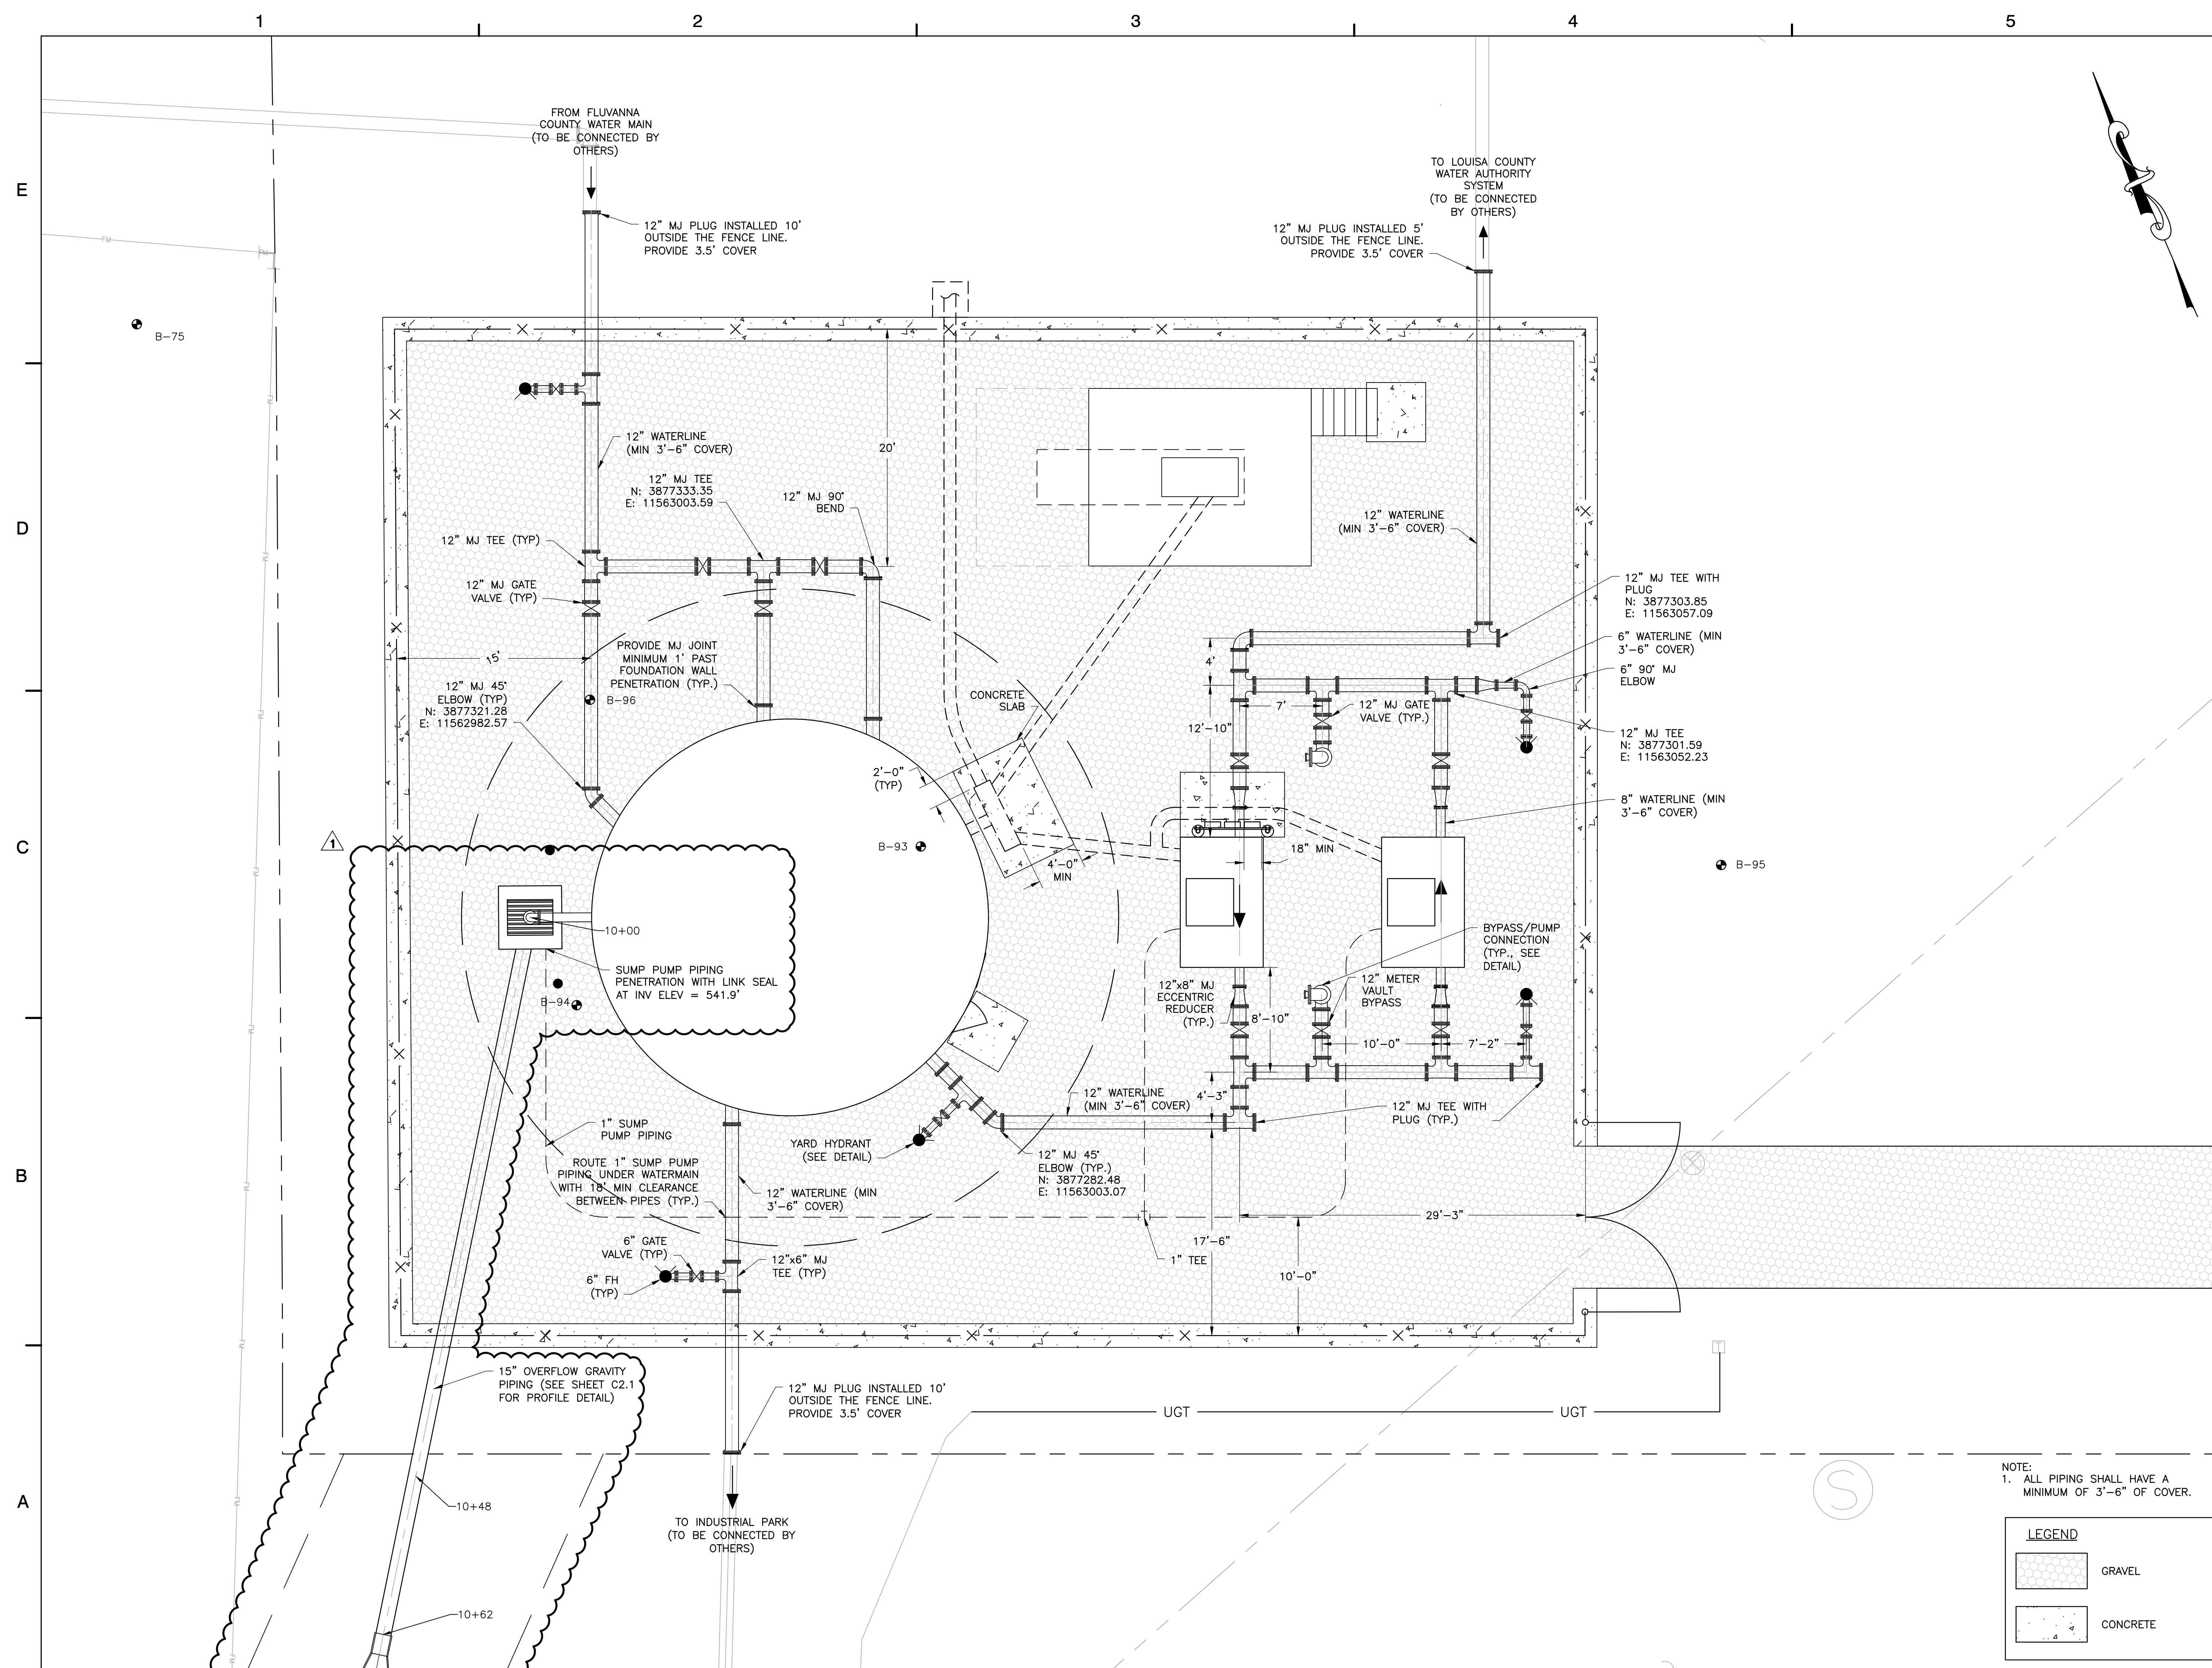 1
2
3
4
5
E
D
C
B
A
FROM FLUVANNA
COUNTY WATER MAIN
(TO BE CONNECTED BY
OTHERS)
12" MJ PLUG INSTALLED 10'
OUTSIDE THE FENCE LINE.
PROVIDE 3.5' COVER
TO LOUISA COUNTY
WATER AUTHORITY
SYSTEM
(TO BE CONNECTED
BY OTHERS)
12" MJ PLUG INSTALLED 5'
OUTSIDE THE FENCE LINE.
PROVIDE 3.5' COVER
FM
FM
B-75
12" WATERLINE
(MIN 3'-6" COVER)
20'
12" MJ TEE
N: 3877333.35
E: 11563003.59
12" MJ 90°
BEND
12" WATERLINE
(MIN 3'-6" COVER)
12" MJ TEE (TYP)
12" MJ GATE
VALVE (TYP)
12" MJ TEE WITH
PLUG
N: 3877303.85
E: 11563057.09
6" WATERLINE (MIN
3'-6" COVER)
6" 90° MJ
ELBOW
PROVIDE MJ JOINT
MINIMUM 1' PAST
FOUNDATION WALL
PENETRATION (TYP.)
15'
4'
12" MJ 45°
ELBOW (TYP)
N: 3877321.28
E: 11562982.57
B-96
CONCRETE
SLAB
7'
12" MJ GATE
VALVE (TYP.)
12'-10"
12" MJ TEE
N: 3877301.59
E: 11563052.23
2'-0"
(TYP)
8" WATERLINE (MIN
3'-6" COVER)
1
B-93
4'-0"
MIN
18" MIN
B-95
10+00
SUMP PUMP PIPING
PENETRATION WITH LINK SEAL
AT INV ELEV = 541.9'
B-94
BYPASS/PUMP
CONNECTION
(TYP., SEE
DETAIL)
12"x8" MJ
ECCENTRIC
REDUCER
(TYP.)
12" METER
VAULT
BYPASS
8'-10"
10'-0"
7'-2"
12" WATERLINE
(MIN 3'-6" COVER)
4'-3"
12" MJ TEE WITH
PLUG (TYP.)
1" SUMP
PUMP PIPING
YARD HYDRANT
(SEE DETAIL)
12" MJ 45°
ELBOW (TYP.)
N: 3877282.48
E: 11563003.07
ROUTE 1" SUMP PUMP
PIPING UNDER WATERMAIN
WITH 18' MIN CLEARANCE
BETWEEN PIPES (TYP.)
12" WATERLINE (MIN
3'-6" COVER)
29'-3"
17'-6"
1" TEE
10'-0"
6" GATE
VALVE (TYP)
6" FH
(TYP)
12"x6" MJ
TEE (TYP)
T
15" OVERFLOW GRAVITY
PIPING (SEE SHEET C2.1
FOR PROFILE DETAIL)
12" MJ PLUG INSTALLED 10'
OUTSIDE THE FENCE LINE.
PROVIDE 3.5' COVER
UGT
UGT
S
10+48
TO INDUSTRIAL PARK
(TO BE CONNECTED BY
OTHERS)
10+62
FM
FM
FM
FM
FM
FM
FM
FM
FM
FM
NOTE:
1. ALL PIPING SHALL HAVE A
MINIMUM OF 3'-6" OF COVER.
LEGEND
GRAVEL
CONCRETE